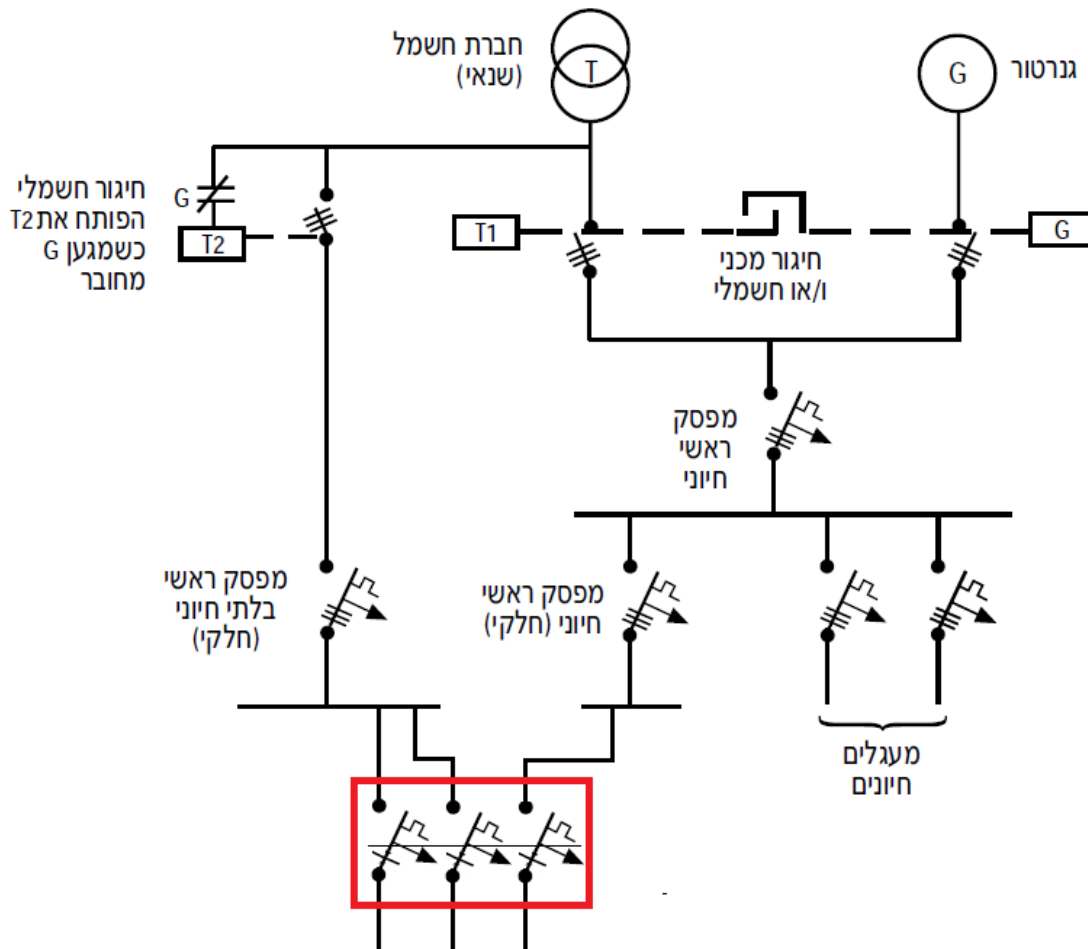 חברת חשמל
(שנאי)
T
G
גנרטור
חיגור חשמלי
הפותח את T2
כשמגען G
מחובר
G
T2
T1
חיגור מכני
ו/או חשמלי
G
מפסק
ראשי
חיוני
מפסק ראשי
בלתי חיוני
(חלקי)
מפסק ראשי
חיוני (חלקי)
מעגלים
חיונים